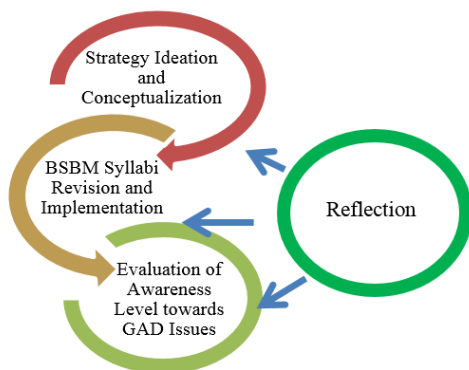 Strategy Ideation
and
Conceptualization
BSBM Syllabi
Revision and
Implementation
Reflection
Evaluation of
Awareness
Level towards
GAD Issues